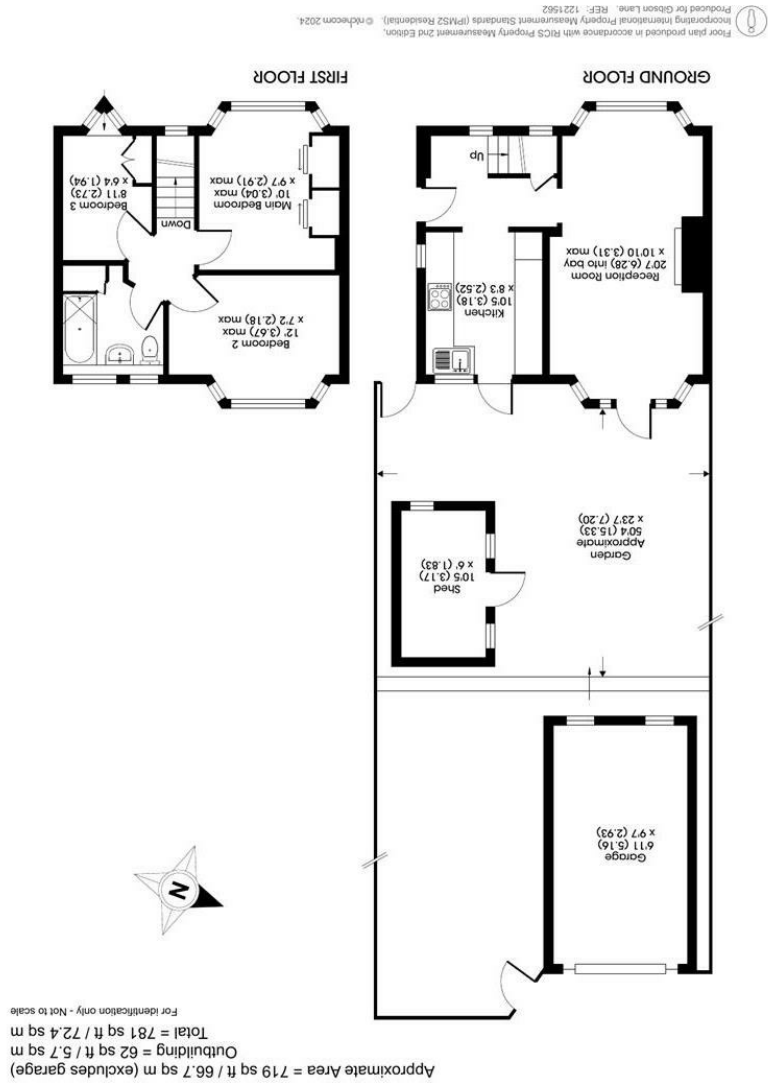 Approximate Area = 719 sq ft / 66.7 sq m (excludes garage)
Outbuilding = 62 sq ft / 5.7 sq m
Total = 781 sq ft / 72.4 sq m
For identification only - Not to scale
N
Garage
6'11 (5.16)
x 9'7 (2.93)
Shed
10'5 (3.17)
x 6' (1.83)
Garden
Approximate
50'4 (15.33)
x 23'7 (7.20)
Bedroom 2
12' (3.67) max
x 7'2 (2.18) max
Kitchen
10'5 (3.18)
x 8'3 (2.52)
Reception Room
20'7 (6.28) into bay
x 10'10 (3.31) max
Down
Main Bedroom
10' (3.04) max
x 9'7 (2.91) max
Bedroom 3
8'11 (2.73)
x 6'4 (1.94)
Up
GROUND FLOOR
FIRST FLOOR
Floor plan produced in accordance with RICS Property Measurement 2nd Edition,
Incorporating International Property Measurement Standards (IPMS2 Residential). © nichecom 2024.
Produced for Gibson Lane. REF: 1221562